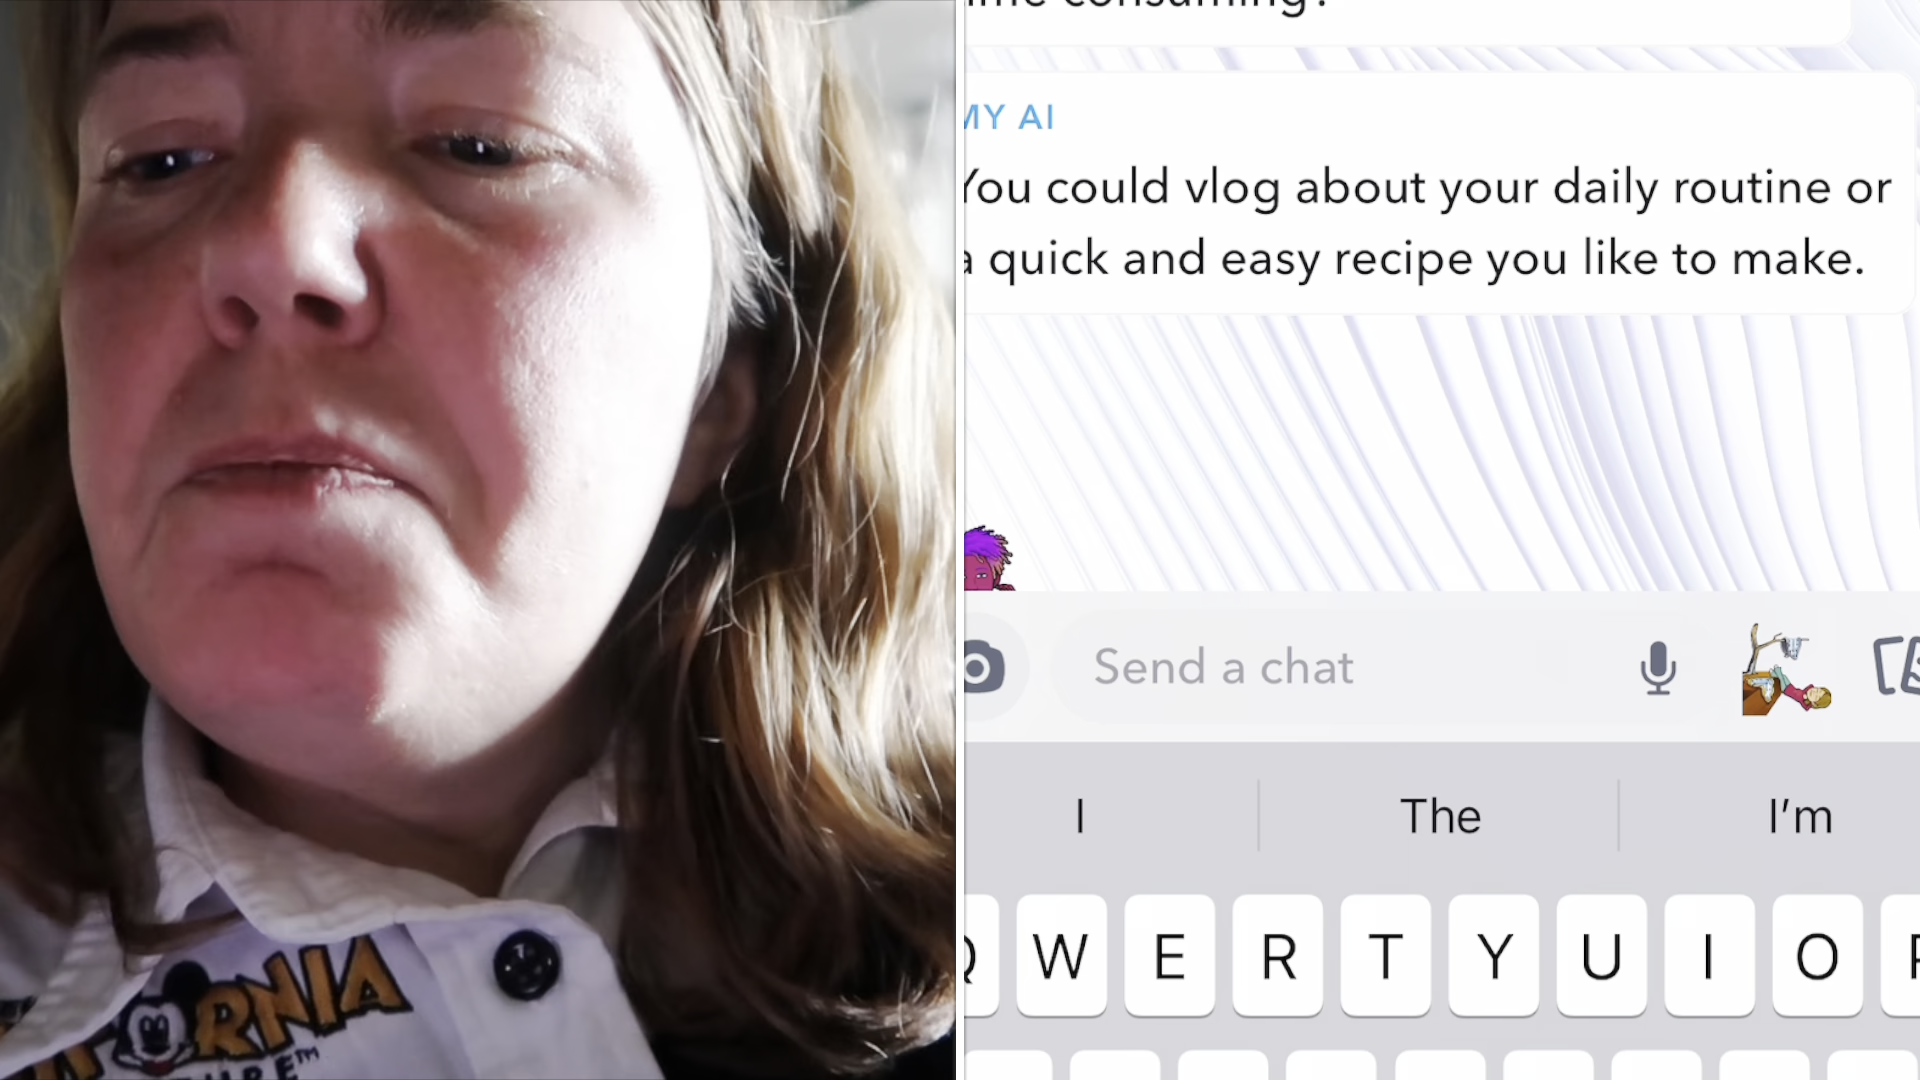 MY AI
You could vlog about your daily routine or
a quick and easy recipe you like to make.
Send a chat
I The I'm
Q W E R T Y U I O P